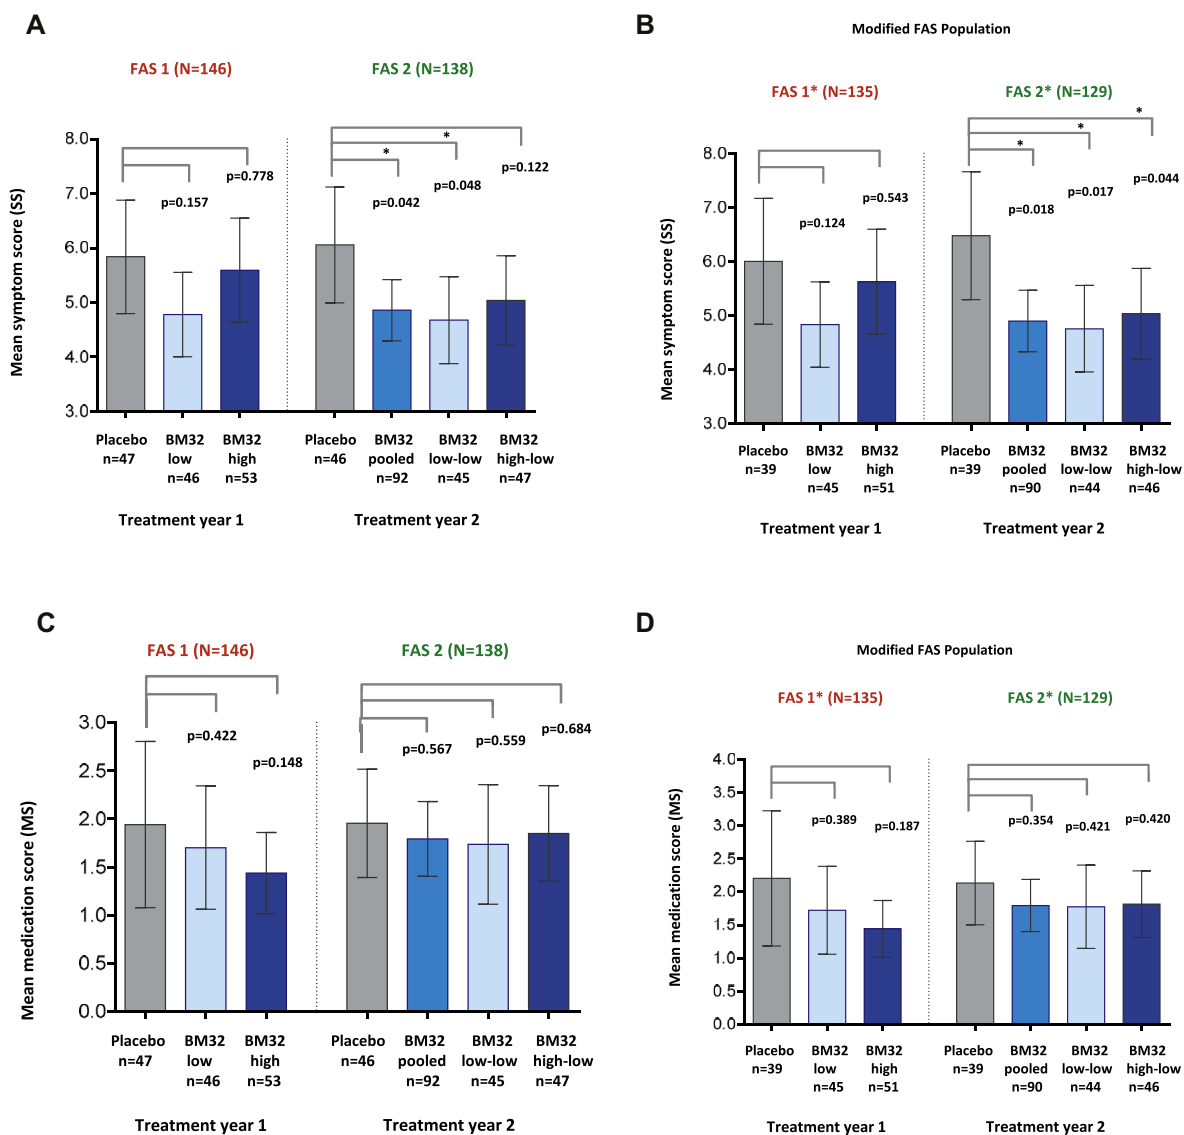 A
FAS 1 (N=146)
FAS 2 (N=138)
Mean symptom score (SS)
8.0
7.0
6.0
5.0
4.0
3.0
p=0.157
p=0.778
*
*
p=0.042
p=0.048
p=0.122
Placebo
n=47
BM32
low
n=46
BM32
high
n=53
Placebo
n=46
BM32
pooled
n=92
BM32
low-low
n=45
BM32
high-low
n=47
Treatment year 1
Treatment year 2
B
Modified FAS Population
FAS 1* (N=135)
FAS 2* (N=129)
Mean symptom score (SS)
8.0
7.0
6.0
5.0
4.0
3.0
p=0.124
p=0.543
*
*
*
p=0.018
p=0.017
p=0.044
Placebo
n=39
BM32
low
n=45
BM32
high
n=51
Placebo
n=39
BM32
pooled
n=90
BM32
low-low
n=44
BM32
high-low
n=46
Treatment year 1
Treatment year 2
C
FAS 1 (N=146)
FAS 2 (N=138)
Mean medication score (MS)
3.0
2.5
2.0
1.5
1.0
0.5
0.0
p=0.422
p=0.148
p=0.567
p=0.559
p=0.684
Placebo
n=47
BM32
low
n=46
BM32
high
n=53
Placebo
n=46
BM32
pooled
n=92
BM32
low-low
n=45
BM32
high-low
n=47
Treatment year 1
Treatment year 2
D
Modified FAS Population
FAS 1* (N=135)
FAS 2* (N=129)
Mean medication score (MS)
4.0
3.5
3.0
2.5
2.0
1.5
1.0
0.5
0.0
p=0.389
p=0.187
p=0.354
p=0.421
p=0.420
Placebo
n=39
BM32
low
n=45
BM32
high
n=51
Placebo
n=39
BM32
pooled
n=90
BM32
low-low
n=44
BM32
high-low
n=46
Treatment year 1
Treatment year 2